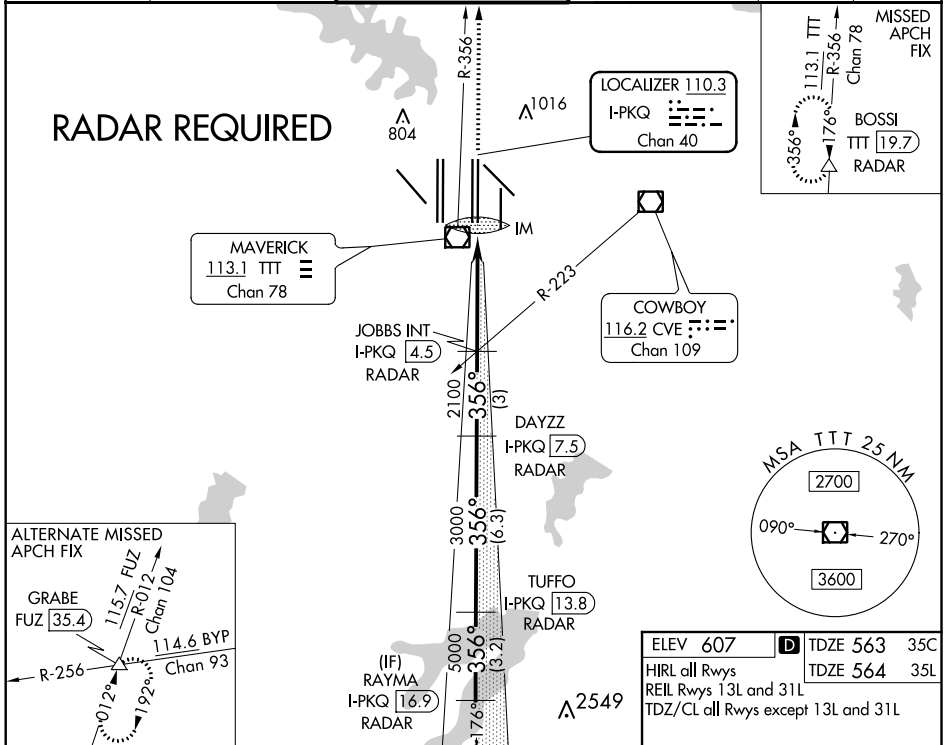 RADAR REQUIRED
R-356
804
1016
LOCALIZER 110.3
I-PKQ
Chan 40
MISSED
APCH
FIX
113.1 TTT
R-356
Chan 78
356°
176°
BOSSI
TTT 19.7
RADAR
IM
MAVERICK
113.1 TTT
Chan 78
R-223
COWBOY
116.2 CVE
Chan 109
JOBBS INT
I-PKQ 4.5
RADAR
2100
356°
(3)
DAYZZ
I-PKQ 7.5
RADAR
3000
356°
(6.3)
TUFFO
I-PKQ 13.8
RADAR
5000
356°
(3.2)
(IF)
RAYMA
I-PKQ 16.9
RADAR
176°
2549
MSA TTT 25 NM
2700
090°
270°
3600
ALTERNATE MISSED
APCH FIX
115.7 FUZ
R-012
Chan 104
GRABE
FUZ 35.4
114.6 BYP
Chan 93
R-256
012°
192°
ELEV 607 D TDZE 563 35C
TDZE 564 35L
HIRL all Rwys
REIL Rwys 13L and 31L
TDZ/CL all Rwys except 13L and 31L